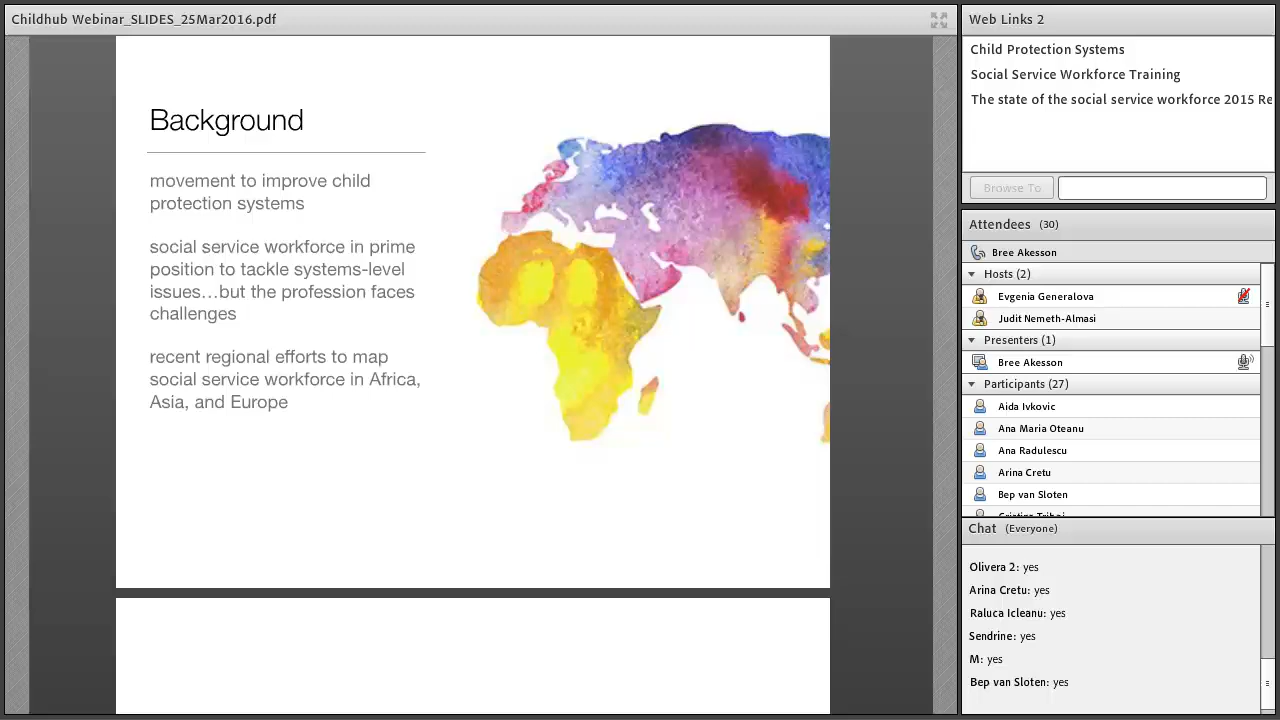 Childhub Webinar_SLIDES_25Mar2016.pdf
Background
movement to improve child
protection systems
social service workforce in prime
position to tackle systems-level
issues…but the profession faces
challenges
recent regional efforts to map
social service workforce in Africa,
Asia, and Europe
Web Links 2
Child Protection Systems
Social Service Workforce Training
The state of the social service workforce 2015 Re
Browse To
Attendees (30)
Bree Akesson
Hosts (2)
Evgenia Generalova
Judit Nemeth-Almasi
Presenters (1)
Bree Akesson
Participants (27)
Aida Ivkovic
Ana Maria Oteanu
Ana Radulescu
Arina Cretu
Bep van Sloten
Chat (Everyone)
Olivera 2: yes
Arina Cretu: yes
Raluca Icleanu: yes
Sendrine: yes
M: yes
Bep van Sloten: yes